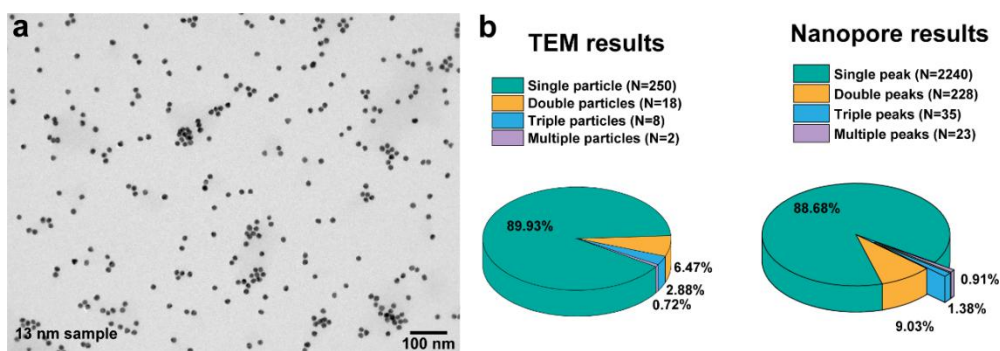 a
13 nm sample
100 nm
b
TEM results
Single particle (N=250)
Double particles (N=18)
Triple particles (N=8)
Multiple particles (N=2)
89.93%
6.47%
2.88%
0.72%
Nanopore results
Single peak (N=2240)
Double peaks (N=228)
Triple peaks (N=35)
Multiple peaks (N=23)
88.68%
0.91%
1.38%
9.03%